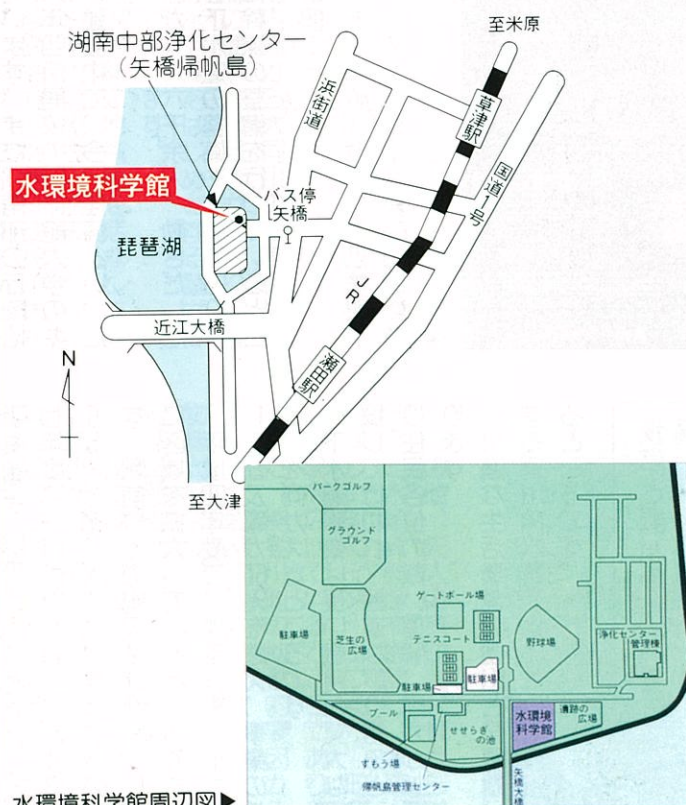 至米原
湖南中部浄化センター
（矢橋帰帆島）
浜街道
草津駅
国道1号
水環境科学館
バス停
矢橋
琵琶湖
JR
近江大橋
瀬田駅
N
至大津
パークゴルフ
グラウンド
ゴルフ
ゲートボール場
駐車場
芝生の
広場
テニスコート
野球場
浄化センター
管理棟
駐車場
駐車場
プール
せせらぎ
の池
水環境
科学館
遺跡の
広場
すもう場
帰帆島管理センター
矢橋大橋
水環境科学館周辺図▶